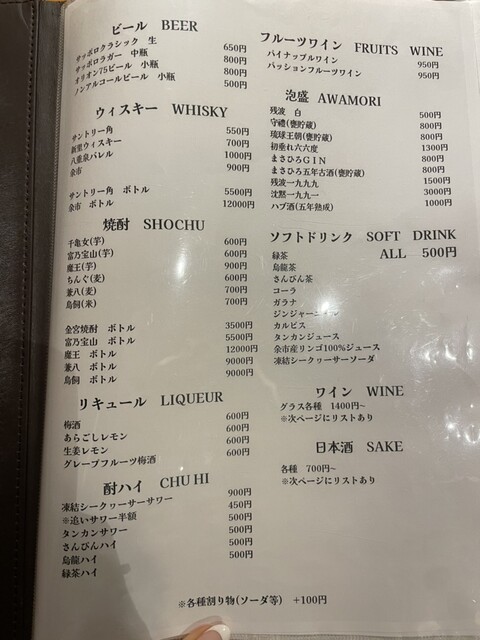 ビール BEER
サッポロクラシック 生 650円
サッポロラガー 中瓶 800円
オリオン75ビール 小瓶 800円
ノンアルコールビール 小瓶 500円
ウィスキー WHISKY
サントリー角 550円
新里ウィスキー 700円
八重泉バレル 1000円
余市 900円
サントリー角 ボトル 5500円
余市 ボトル 12000円
焼酎 SHOCHU
千亀女(芋) 600円
富乃宝山(芋) 600円
魔王(芋) 900円
ちんぐ(麦) 600円
兼八(麦) 700円
鳥飼(米) 700円
金宮焼酎 ボトル 3500円
富乃宝山 ボトル 5500円
魔王 ボトル 12000円
兼八 ボトル 9000円
鳥飼 ボトル 9000円
リキュール LIQUEUR
梅酒 600円
あらごしレモン 600円
生姜レモン 600円
グレープフルーツ梅酒 600円
酎ハイ CHU HI
凍結シークヮーサーサワー 900円
※追いサワー半額 450円
タンカンサワー 500円
さんぴんハイ 500円
烏龍ハイ 500円
緑茶ハイ 500円
フルーツワイン FRUITS WINE
パイナップルワイン 950円
パッションフルーツワイン 950円
泡盛 AWAMORI
残波 白 500円
守禮(甕貯蔵) 800円
琉球王朝(甕貯蔵) 800円
初垂れ六六度 1300円
まさひろGIN 800円
まさひろ五年古酒(甕貯蔵) 800円
残波一九九九 1500円
沈黙一九九一 3000円
ハブ酒(五年熟成) 1000円
ソフトドリンク SOFT DRINK
ALL 500円
緑茶
烏龍茶
さんぴん茶
コーラ
ガラナ
ジンジャー
カルピス
タンカンジュース
余市産リンゴ100%ジュース
凍結シークヮーサーソーダ
ワイン WINE
グラス各種 1400円~
※次ページにリストあり
日本酒 SAKE
各種 700円~
※次ページにリストあり
※各種割り物(ソーダ等) +100円